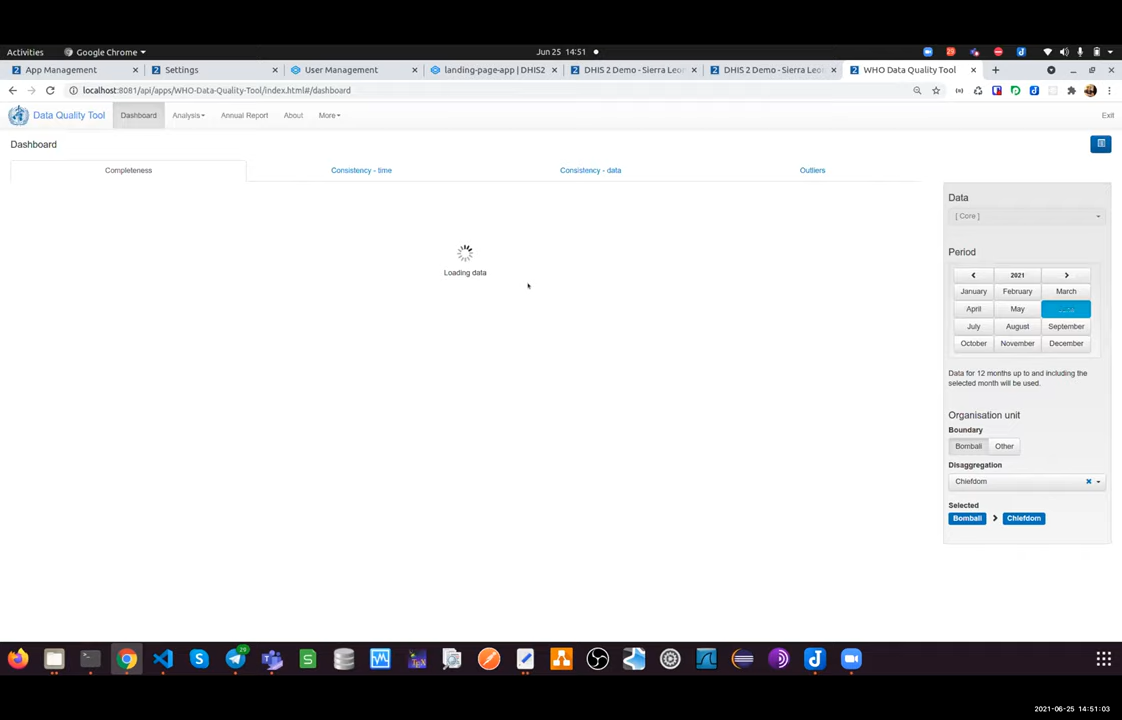 Activities Google Chrome Jun 25 14:51 29
App Management Settings User Management landing-page-app | DHIS2 DHIS 2 Demo - Sierra Leo DHIS 2 Demo - Sierra Leo WHO Data Quality Tool
localhost:8081/api/apps/WHO-Data-Quality-Tool/index.html#/dashboard
Data Quality Tool Dashboard Analysis Annual Report About More Exit
Dashboard
Completeness Consistency - time Consistency - data Outliers
Data
[ Core ]
Period
2021
January February March
April May
July August September
October November December
Data for 12 months up to and including the
selected month will be used.
Organisation unit
Boundary
Bombali Other
Disaggregation
Chiefdom
Selected
Bombali Chiefdom
Loading data
29
2021-06-25 14:51:03